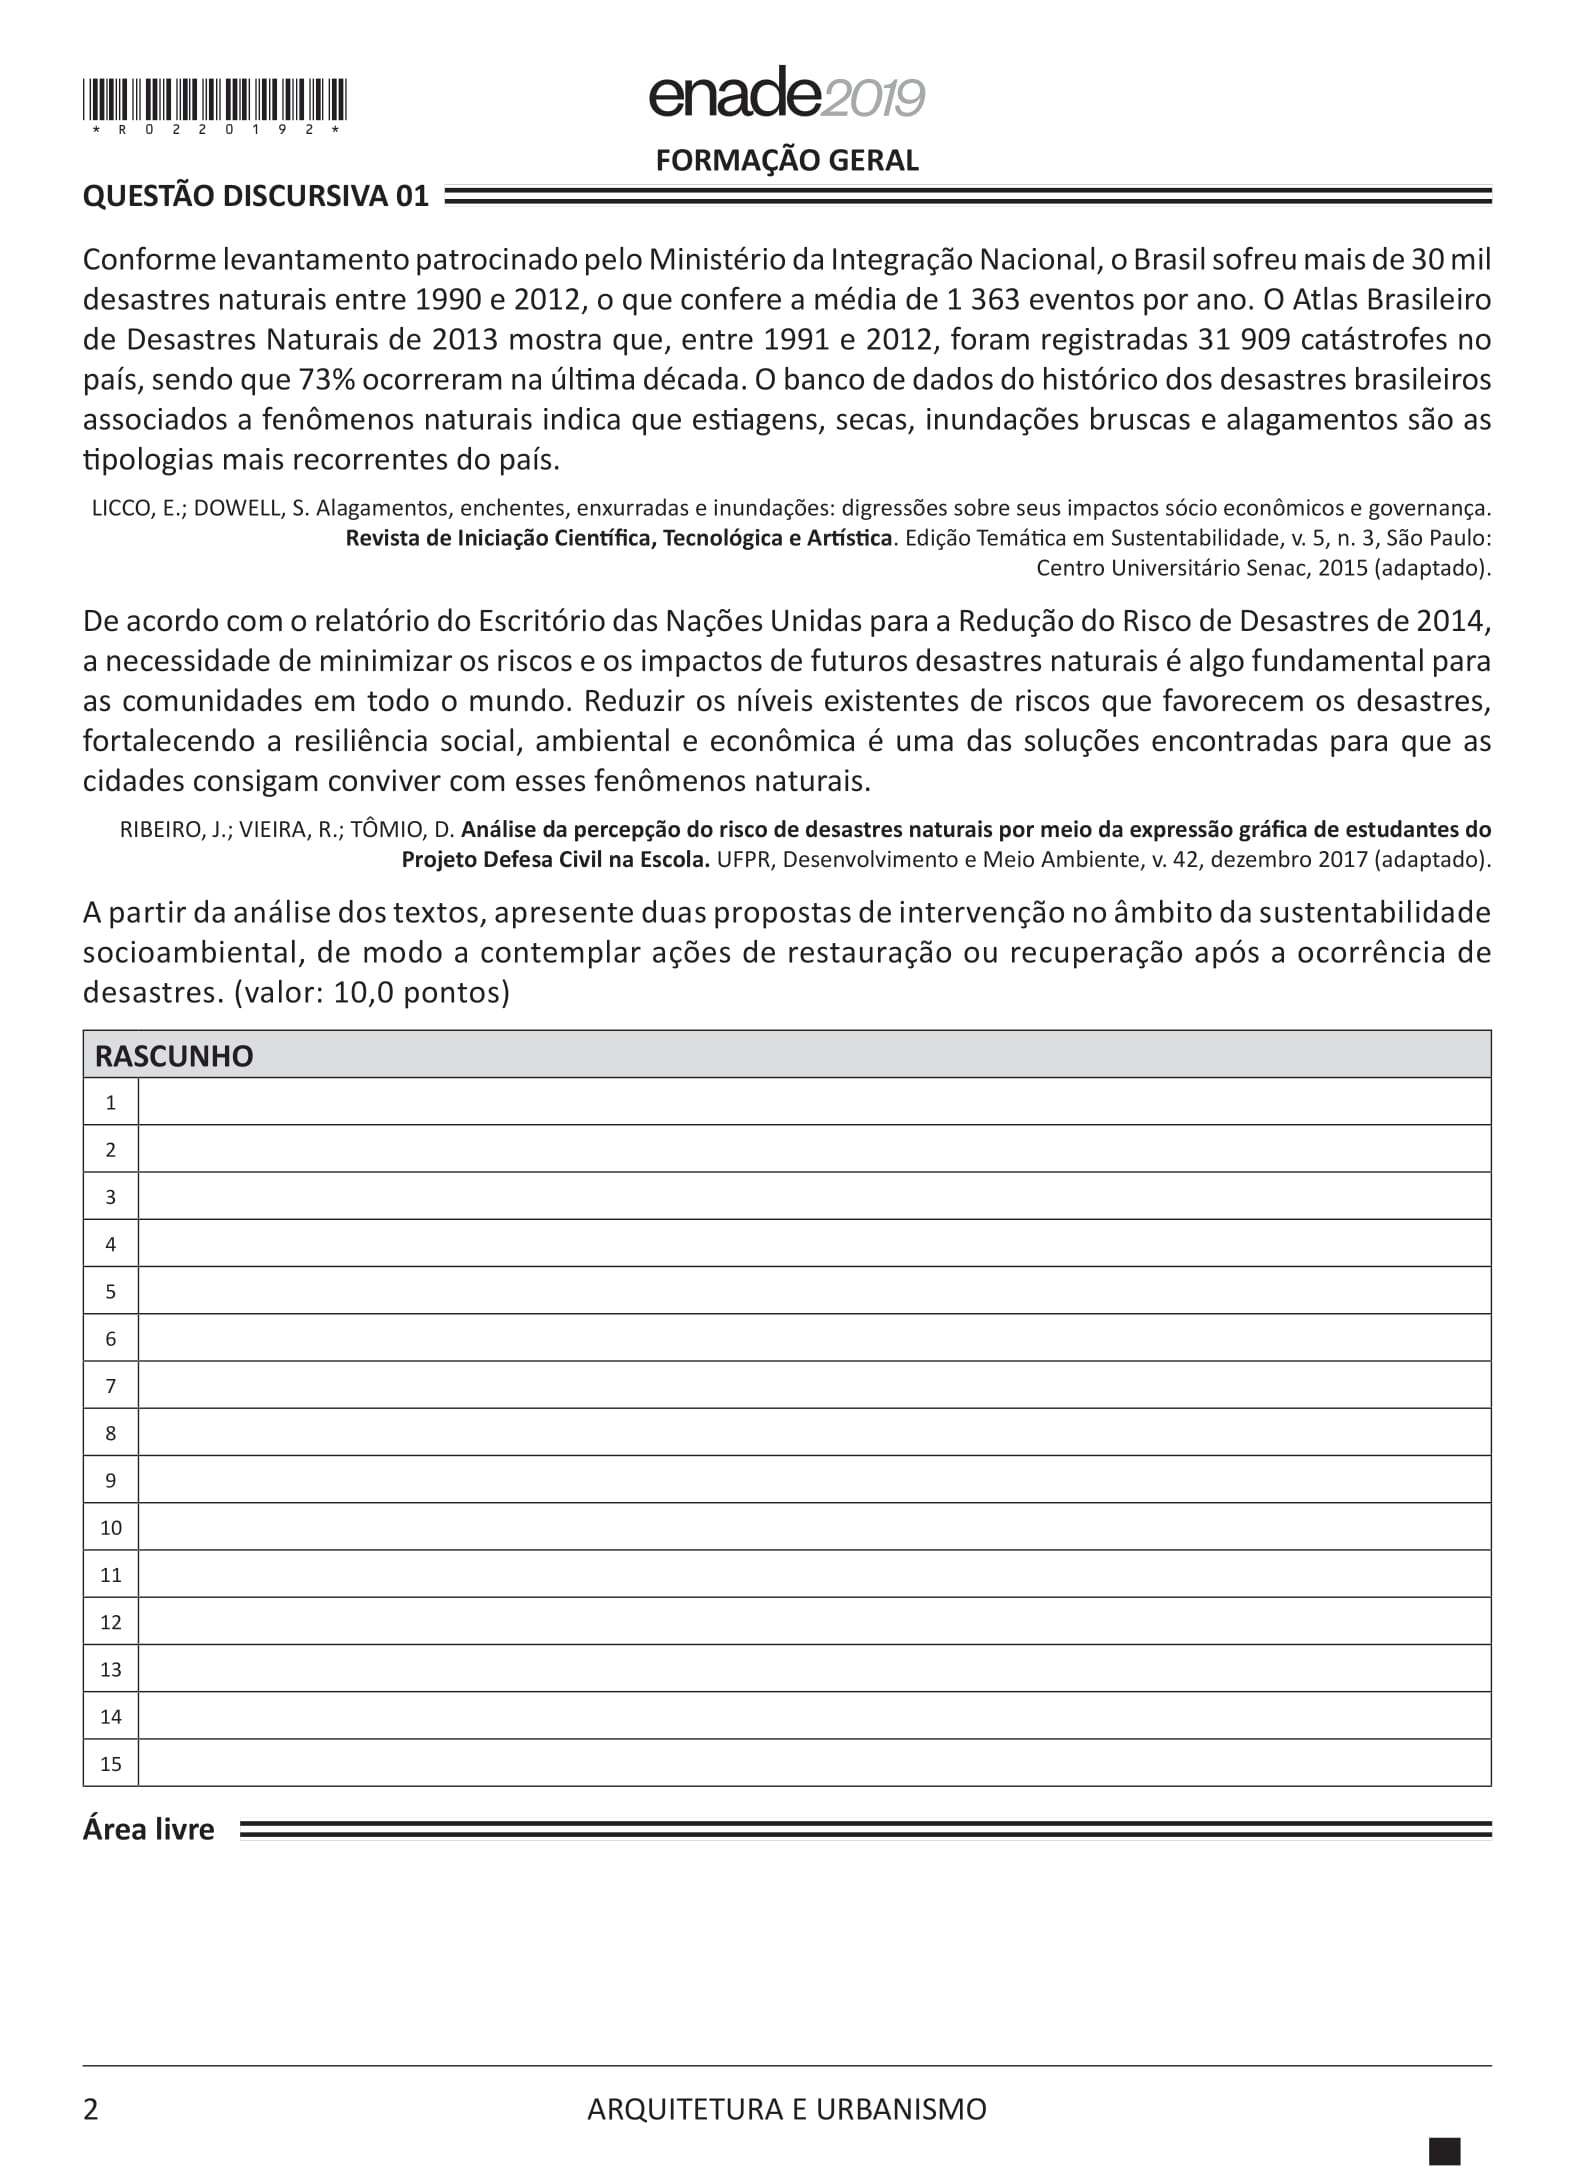 enade2019
*R0220192*
FORMAÇÃO GERAL
QUESTÃO DISCURSIVA 01
Conforme levantamento patrocinado pelo Ministério da Integração Nacional, o Brasil sofreu mais de 30 mil
desastres naturais entre 1990 e 2012, o que confere a média de 1 363 eventos por ano. O Atlas Brasileiro
de Desastres Naturais de 2013 mostra que, entre 1991 e 2012, foram registradas 31 909 catástrofes no
país, sendo que 73% ocorreram na última década. O banco de dados do histórico dos desastres brasileiros
associados a fenômenos naturais indica que estiagens, secas, inundações bruscas e alagamentos são as
tipologias mais recorrentes do país.
LICCO, E.; DOWELL, S. Alagamentos, enchentes, enxurradas e inundações: digressões sobre seus impactos sócio econômicos e governança.
Revista de Iniciação Científica, Tecnológica e Artística. Edição Temática em Sustentabilidade, v. 5, n. 3, São Paulo:
Centro Universitário Senac, 2015 (adaptado).
De acordo com o relatório do Escritório das Nações Unidas para a Redução do Risco de Desastres de 2014,
a necessidade de minimizar os riscos e os impactos de futuros desastres naturais é algo fundamental para
as comunidades em todo o mundo. Reduzir os níveis existentes de riscos que favorecem os desastres,
fortalecendo a resiliência social, ambiental e econômica é uma das soluções encontradas para que as
cidades consigam conviver com esses fenômenos naturais.
RIBEIRO, J.; VIEIRA, R.; TÔMIO, D. Análise da percepção do risco de desastres naturais por meio da expressão gráfica de estudantes do
Projeto Defesa Civil na Escola. UFPR, Desenvolvimento e Meio Ambiente, v. 42, dezembro 2017 (adaptado).
A partir da análise dos textos, apresente duas propostas de intervenção no âmbito da sustentabilidade
socioambiental, de modo a contemplar ações de restauração ou recuperação após a ocorrência de
desastres. (valor: 10,0 pontos)
RASCUNHO
1
2
3
4
5
6
7
8
9
10
11
12
13
14
15
Área livre
2
ARQUITETURA E URBANISMO